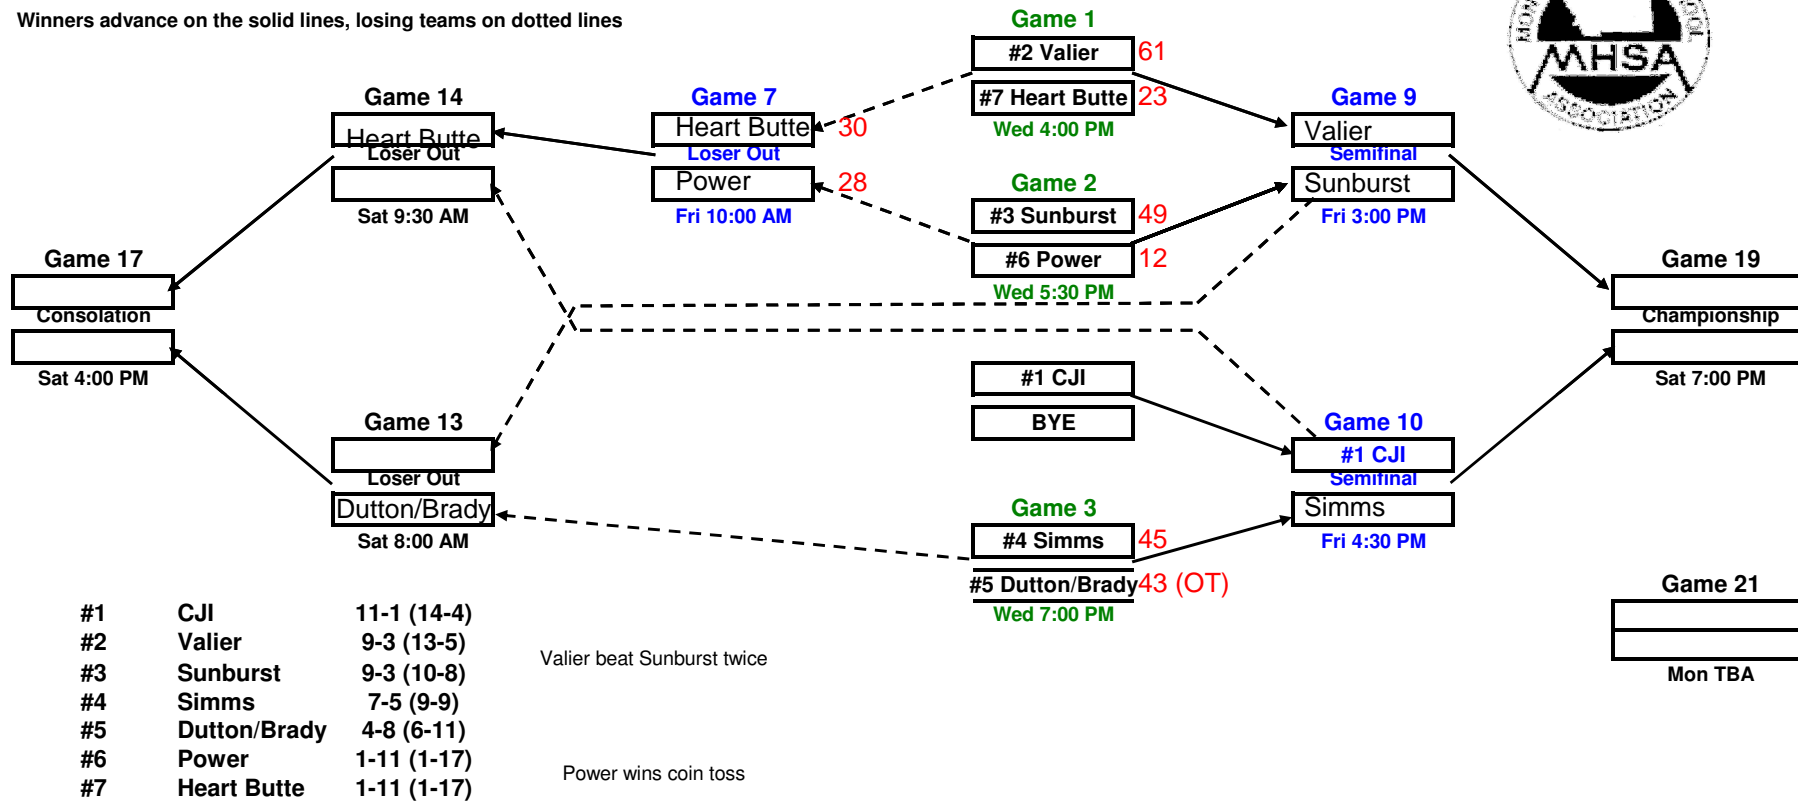 Winners advance on the solid lines, losing teams on dotted lines
Game 1
#2 Valier 61
#7 Heart Butte 23
Wed 4:00 PM
MHSA
ASSOCIATION
Game 14
Heart Butte
Loser Out
Sat 9:30 AM
Game 7
Heart Butte 30
Loser Out
Power 28
Fri 10:00 AM
Game 9
Valier
Semifinal
Sunburst
Fri 3:00 PM
Game 2
#3 Sunburst 49
#6 Power 12
Wed 5:30 PM
Game 17
Consolation
Sat 4:00 PM
Game 19
Championship
Sat 7:00 PM
#1 CJI
BYE
Game 13
Loser Out
Dutton/Brady
Sat 8:00 AM
Game 10
#1 CJI
Semifinal
Simms
Fri 4:30 PM
Game 3
#4 Simms 45
#5 Dutton/Brady 43 (OT)
Wed 7:00 PM
Game 21
Mon TBA
#1 CJI 11-1 (14-4)
#2 Valier 9-3 (13-5)
Valier beat Sunburst twice
#3 Sunburst 9-3 (10-8)
#4 Simms 7-5 (9-9)
#5 Dutton/Brady 4-8 (6-11)
#6 Power 1-11 (1-17)
Power wins coin toss
#7 Heart Butte 1-11 (1-17)